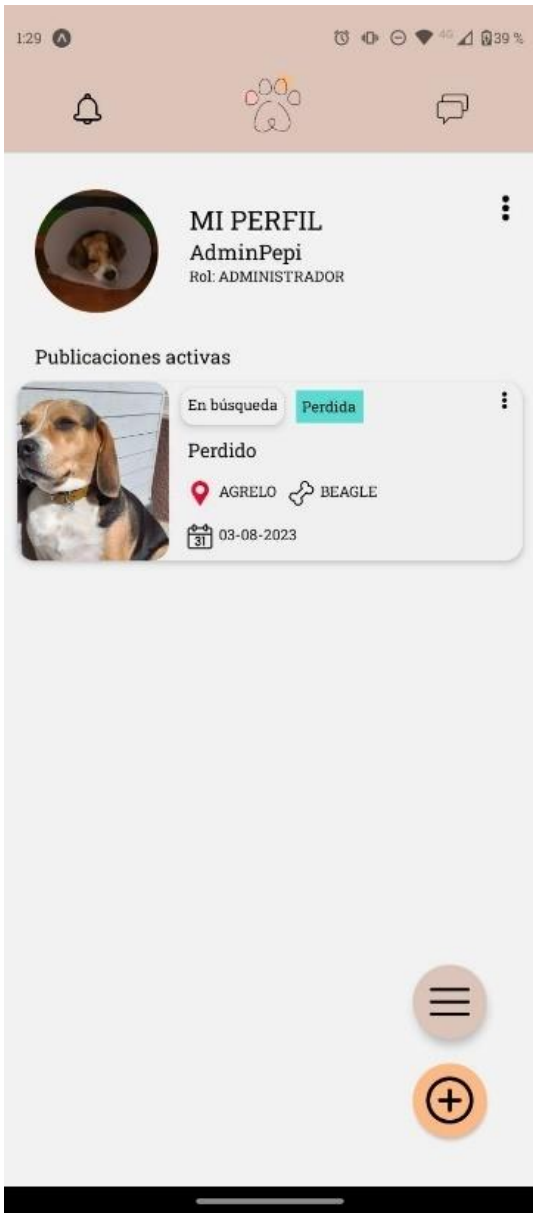 1:29 4G 39 %
MI PERFIL
AdminPepi
Rol: ADMINISTRADOR
Publicaciones activas
En búsqueda Perdida
Perdido
AGRELO BEAGLE
31 03-08-2023